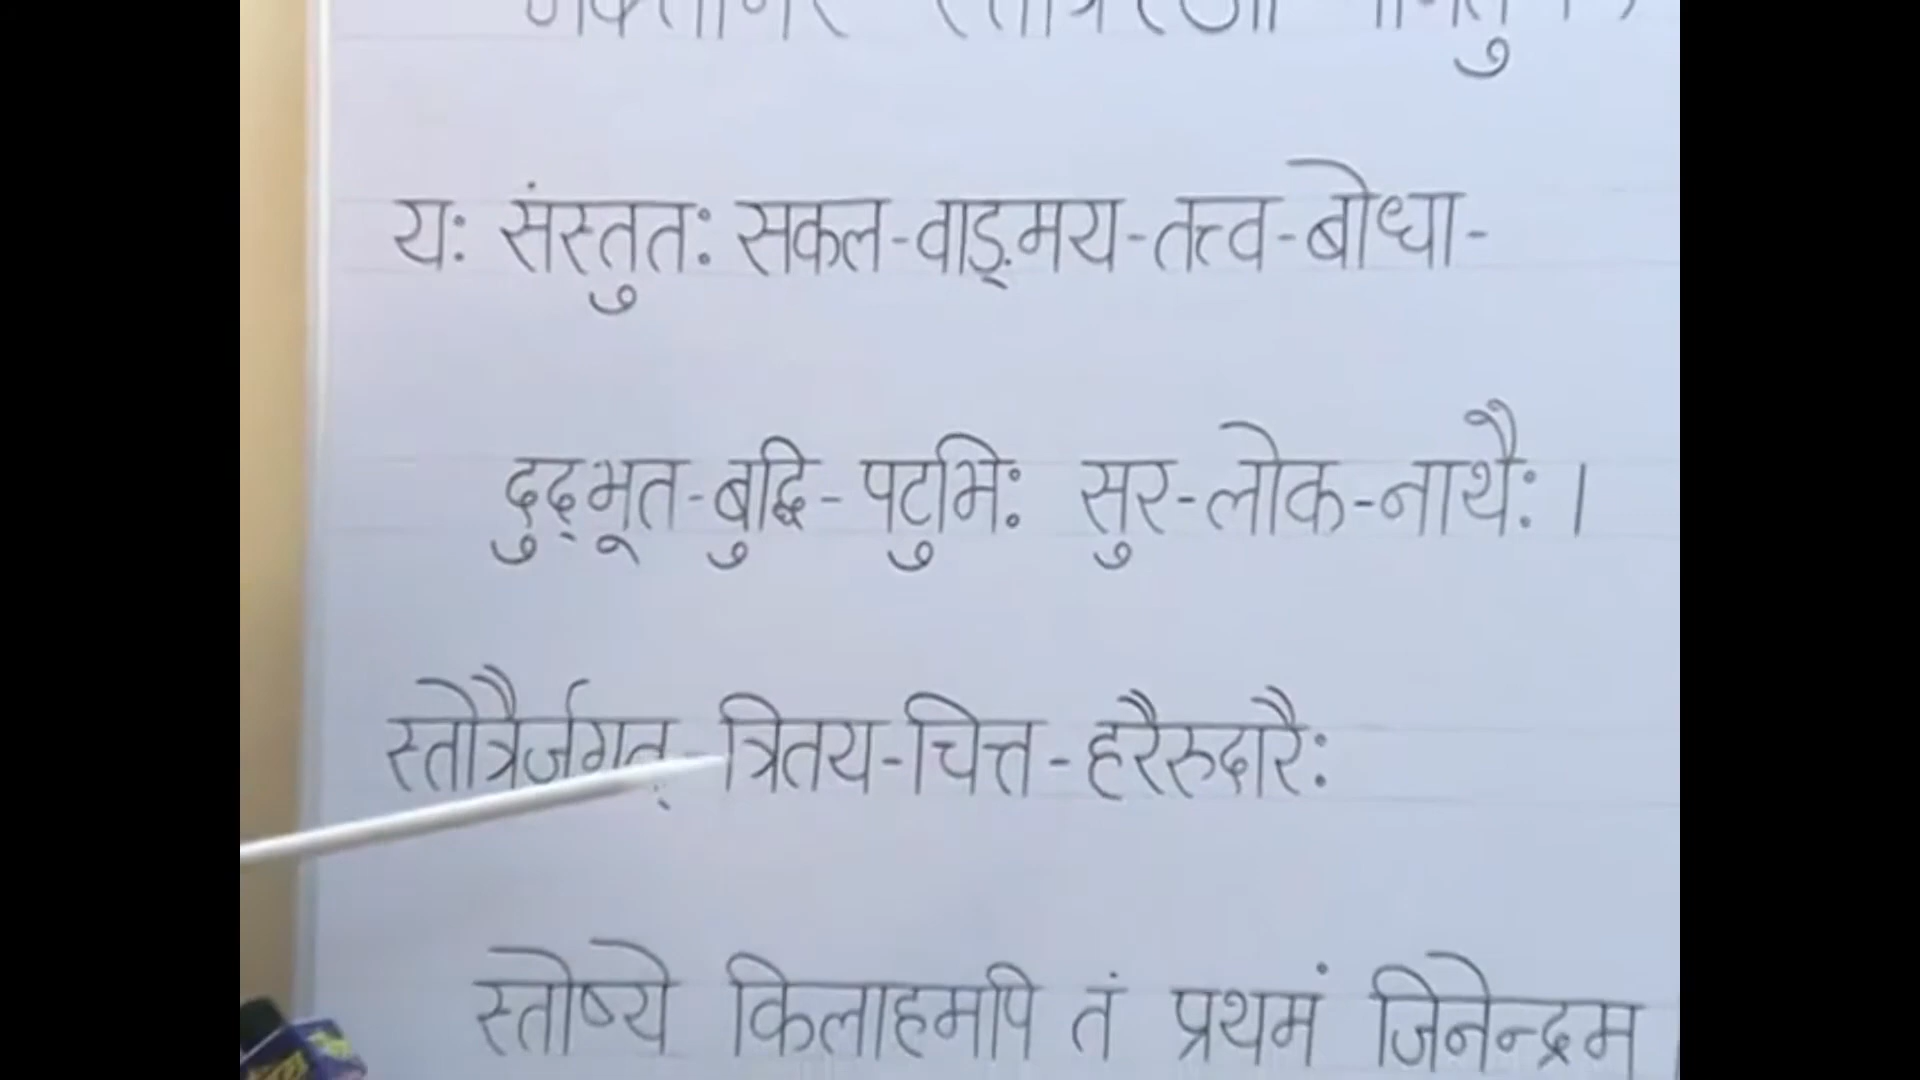 यः संस्तुतः सकल-वाङ्मय-तत्त्व-बोधा-
दुद्भूत-बुद्धि-पटुभिः सुर-लोक-नाथैः ।
स्तोत्रैर्जगत् त्रितय-चित्त-हरैरुदारैः
स्तोष्ये किलाहमपि तं प्रथमं जिनेन्द्रम